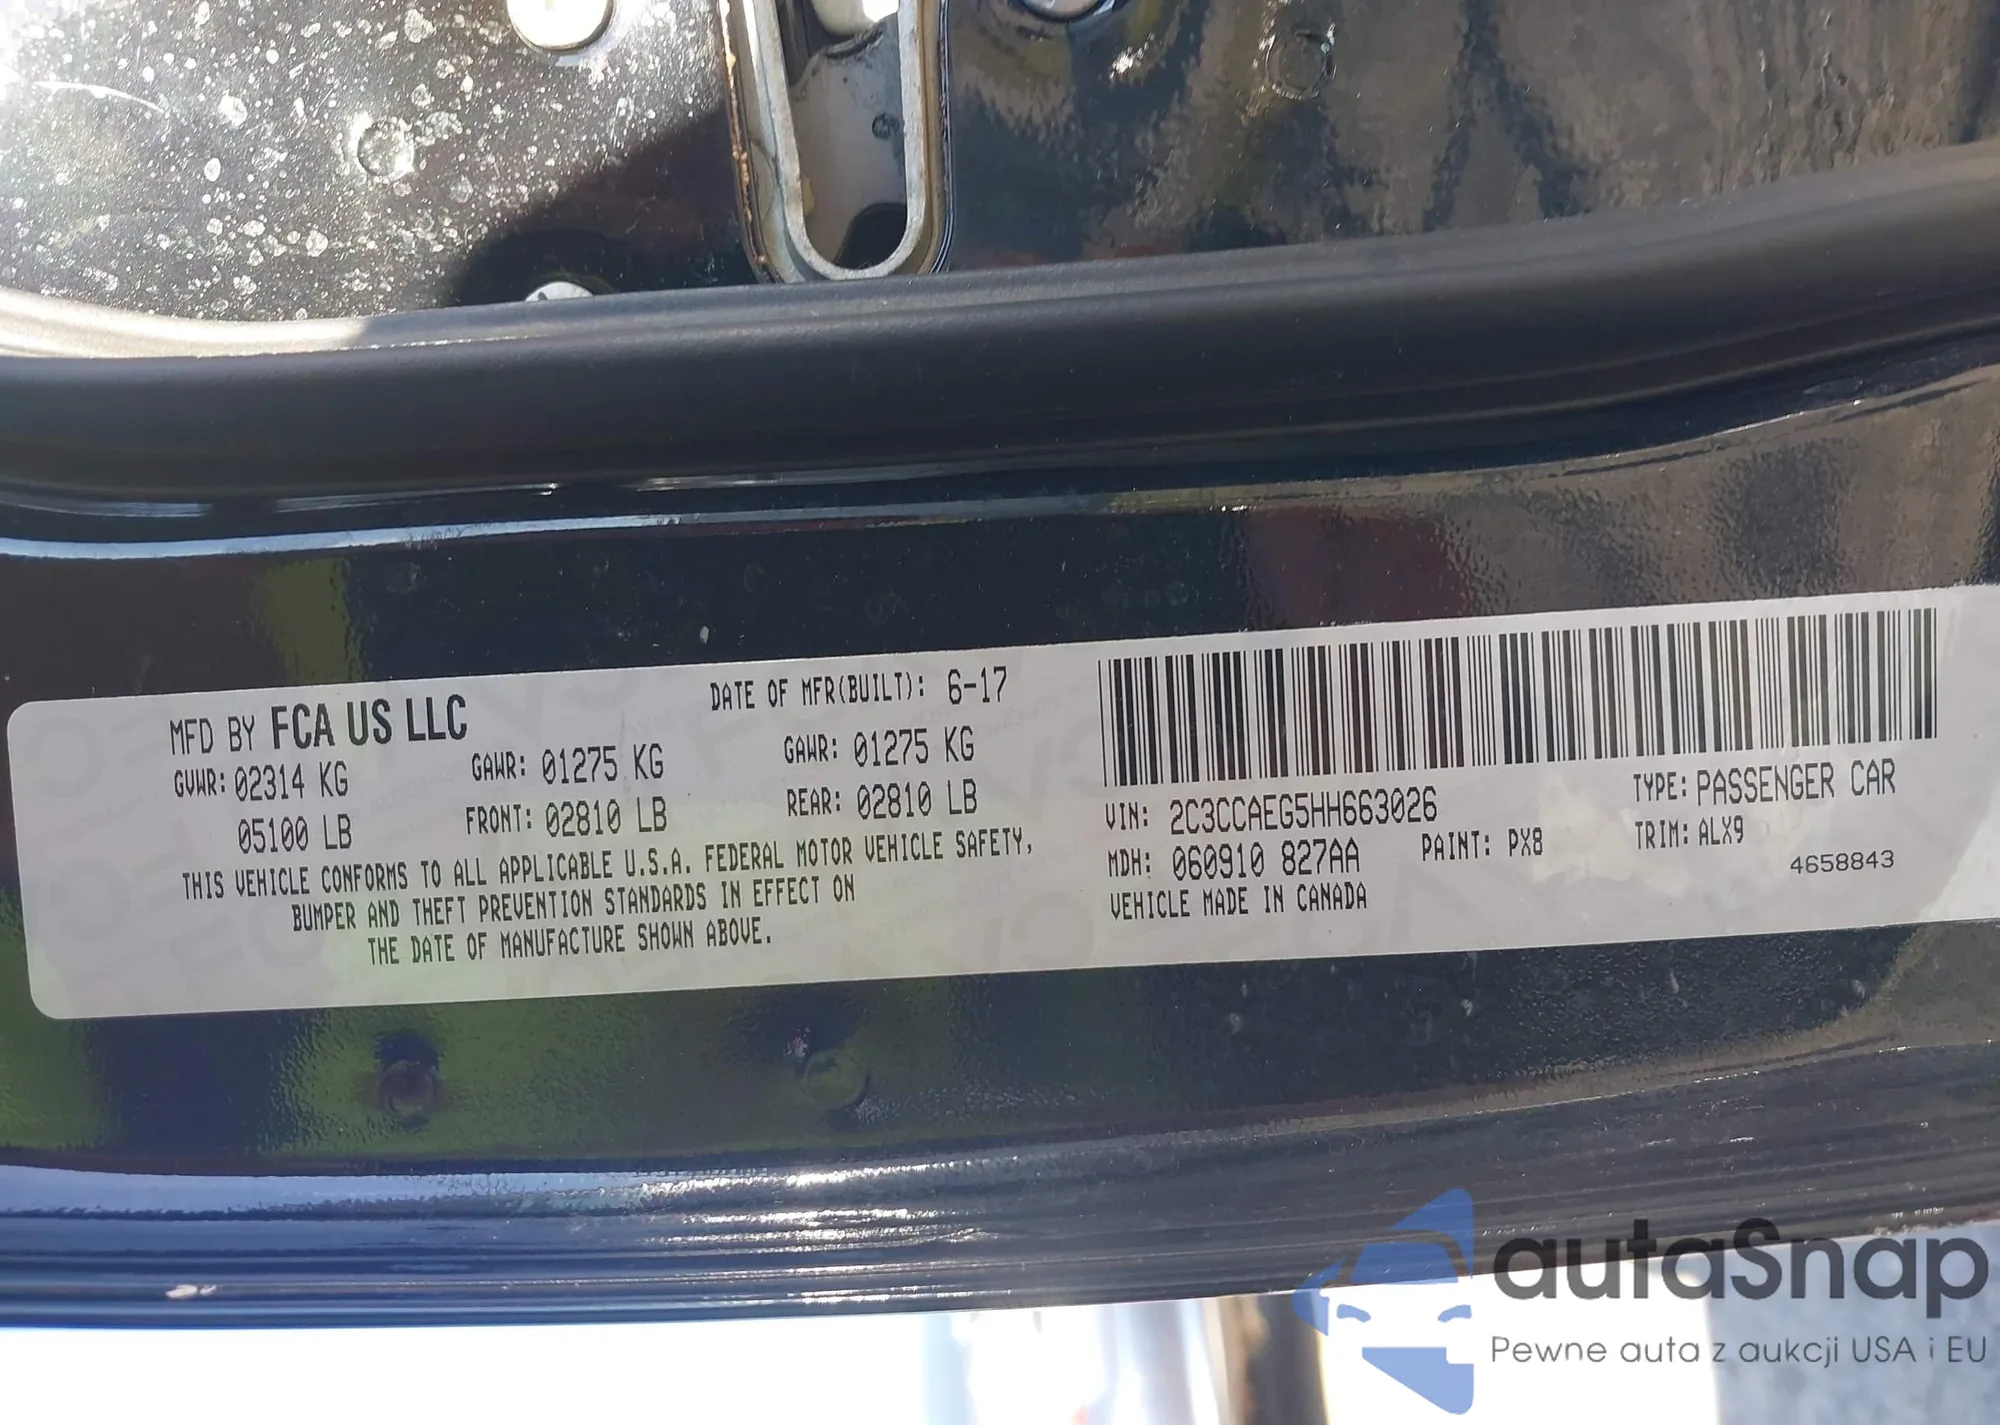 MFD BY FCA US LLC
DATE OF MFR(BUILT): 6-17
GVWR: 02314 KG
GAWR: 01275 KG
GAWR: 01275 KG
05100 LB
FRONT: 02810 LB
REAR: 02810 LB
THIS VEHICLE CONFORMS TO ALL APPLICABLE U.S.A. FEDERAL MOTOR VEHICLE SAFETY,
BUMPER AND THEFT PREVENTION STANDARDS IN EFFECT ON
THE DATE OF MANUFACTURE SHOWN ABOVE.
VIN: 2C3CCAEG5HH663026
TYPE: PASSENGER CAR
MDH: 060910 827AA
PAINT: PX8
TRIM: ALX9
VEHICLE MADE IN CANADA
4658843
autaSnap
Pewne auta z aukcji USA i EU